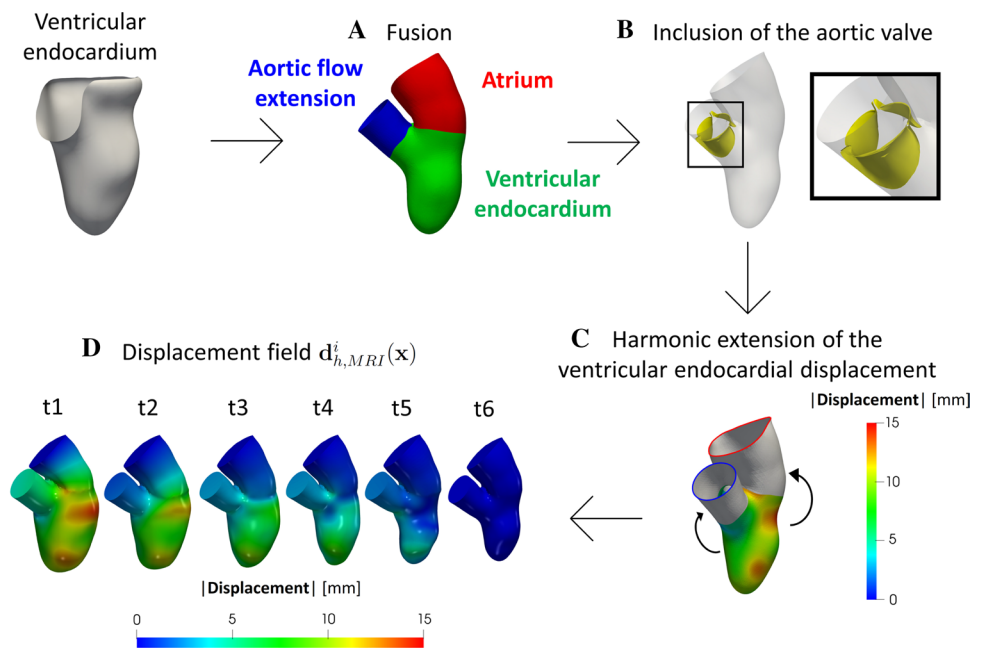 Ventricular
endocardium
A Fusion
Aortic flow
extension
Atrium
Ventricular
endocardium
B Inclusion of the aortic valve
C Harmonic extension of the
ventricular endocardial displacement
|Displacement| [mm]
15
10
5
0
D Displacement field d^i_{h,MRI}(x)
t1 t2 t3 t4 t5 t6
|Displacement| [mm]
0 5 10 15